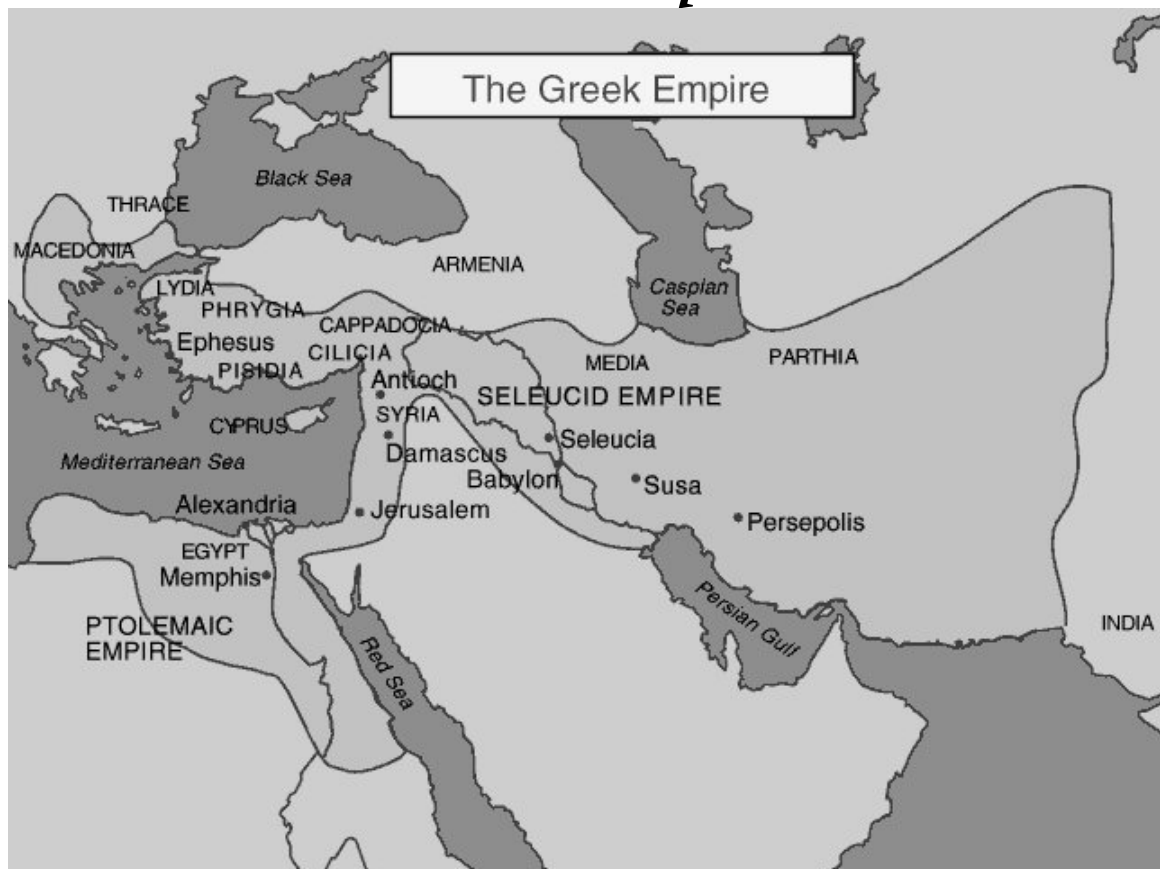 The Greek Empire
Black Sea
THRACE
MACEDONIA
ARMENIA
LYDIA
Caspian
Sea
PHRYGIA
CAPPADOCIA
Ephesus
CILICIA
MEDIA
PARTHIA
PISIDIA
Antioch
SELEUCID EMPIRE
SYRIA
CYPRUS
Seleucia
Damascus
Mediterranean Sea
Babylon
Susa
Alexandria
Jerusalem
Persepolis
EGYPT
Memphis
Persian Gulf
PTOLEMAIC
EMPIRE
INDIA
Red Sea